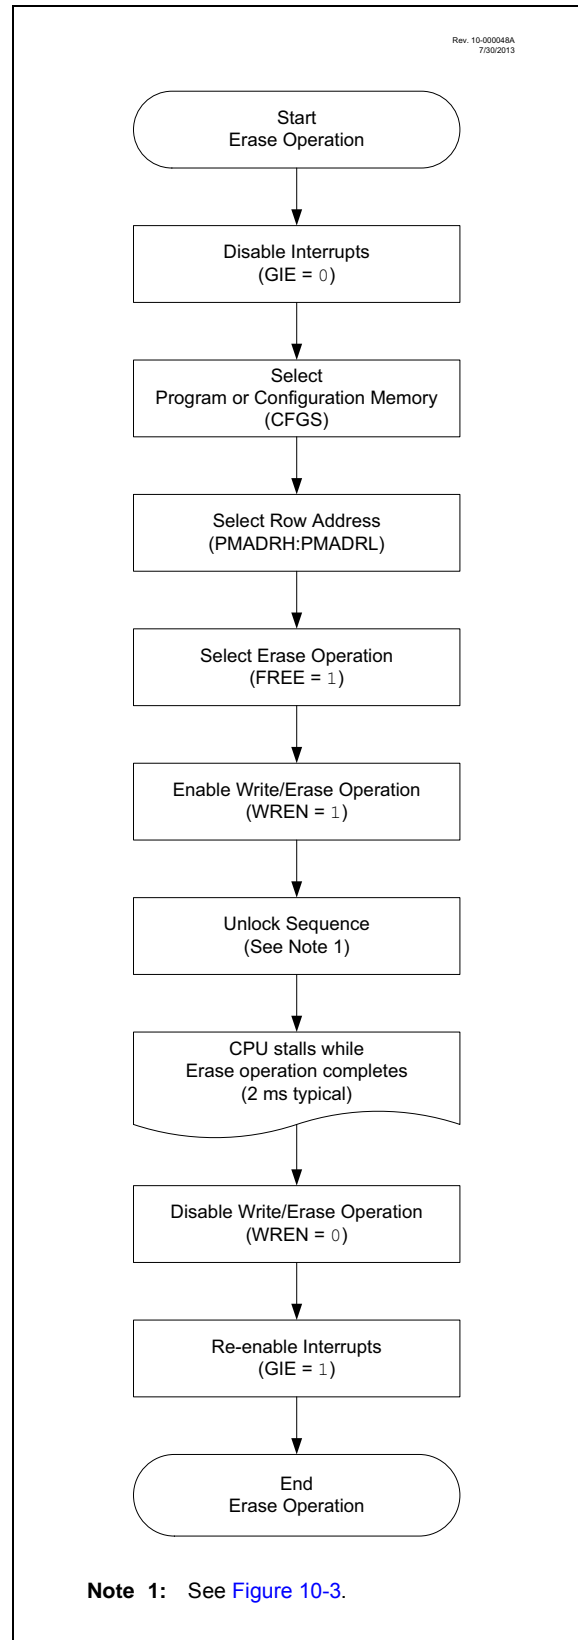 Rev. 10-000048A
7/30/2013
Start
Erase Operation
Disable Interrupts
(GIE = 0)
Select
Program or Configuration Memory
(CFGS)
Select Row Address
(PMADRH:PMADRL)
Select Erase Operation
(FREE = 1)
Enable Write/Erase Operation
(WREN = 1)
Unlock Sequence
(See Note 1)
CPU stalls while
Erase operation completes
(2 ms typical)
Disable Write/Erase Operation
(WREN = 0)
Re-enable Interrupts
(GIE = 1)
End
Erase Operation
Note 1: See Figure 10-3.